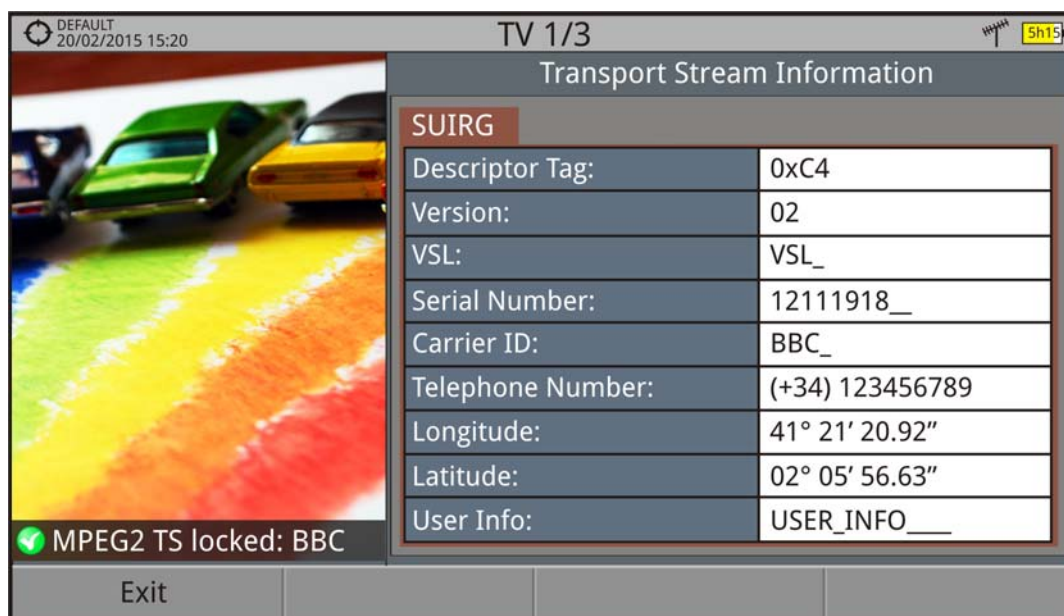 DEFAULT
20/02/2015 15:20
TV 1/3
5h15
Transport Stream Information
SUIRG
Descriptor Tag: 0xC4
Version: 02
VSL: VSL_
Serial Number: 12111918__
Carrier ID: BBC_
Telephone Number: (+34) 123456789
Longitude: 41° 21′ 20.92”
Latitude: 02° 05′ 56.63”
User Info: USER_INFO____
MPEG2 TS locked: BBC
Exit